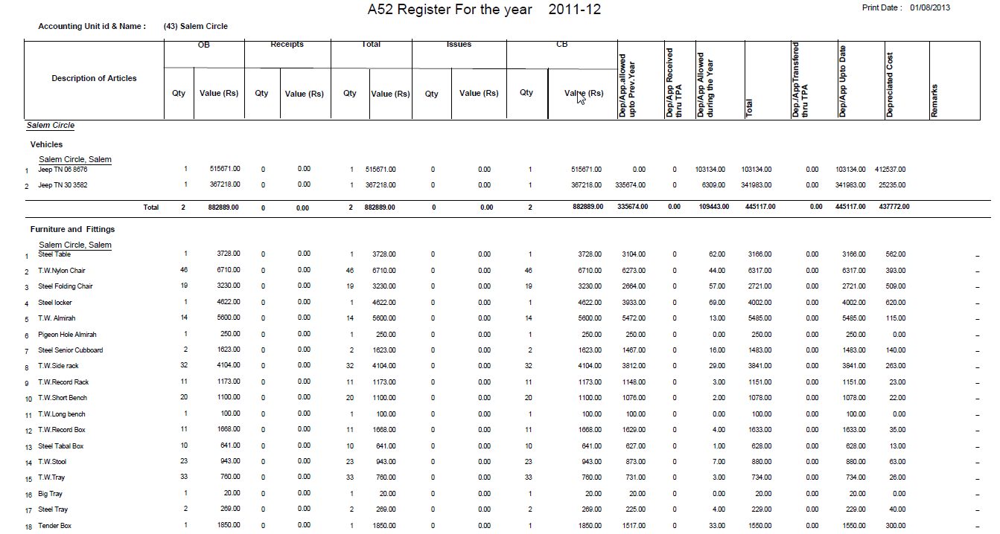 A52 Register For the year 2011-12
Print Date : 01/08/2013
Accounting Unit id & Name : (43) Salem Circle
Description of Articles OB Receipts Total Issues CB Dep/App.allowed upto Prev.Year Dep/App Received thru TPA Dep/App Allowed during the Year Total Dep./AppTransfered thru TPA Dep/App Upto Date Depreciated Cost Remarks
Qty Value (Rs) Qty Value (Rs) Qty Value (Rs) Qty Value (Rs) Qty Value (Rs)
Salem Circle
Vehicles
Salem Circle, Salem
1 Jeep TN 06 8676 1 515671.00 0 0.00 1 515671.00 0 0.00 1 515671.00 0.00 0 103134.00 103134.00 0.00 103134.00 412537.00
2 Jeep TN 30 3582 1 367218.00 0 0.00 1 367218.00 0 0.00 1 367218.00 335674.00 0 6309.00 341983.00 0.00 341983.00 25235.00
Total 2 882889.00 0 0.00 2 882889.00 0 0.00 2 882889.00 335674.00 0.00 109443.00 445117.00 0.00 445117.00 437772.00
Furniture and Fittings
Salem Circle, Salem
1 Steel Table 1 3728.00 0 0.00 1 3728.00 0 0.00 1 3728.00 3104.00 0 62.00 3166.00 0.00 3166.00 562.00 _
2 T.W.Nylon Chair 46 6710.00 0 0.00 46 6710.00 0 0.00 46 6710.00 6273.00 0 44.00 6317.00 0.00 6317.00 393.00 _
3 Steel Folding Chair 19 3230.00 0 0.00 19 3230.00 0 0.00 19 3230.00 2664.00 0 57.00 2721.00 0.00 2721.00 509.00 _
4 Steel locker 1 4622.00 0 0.00 1 4622.00 0 0.00 1 4622.00 3933.00 0 69.00 4002.00 0.00 4002.00 620.00 _
5 T.W. Almirah 14 5600.00 0 0.00 14 5600.00 0 0.00 14 5600.00 5472.00 0 13.00 5485.00 0.00 5485.00 115.00 _
6 Pigeon Hole Almirah 1 250.00 0 0.00 1 250.00 0 0.00 1 250.00 250.00 0 0.00 250.00 0.00 250.00 0.00 _
7 Steel Senior Cubboard 2 1623.00 0 0.00 2 1623.00 0 0.00 2 1623.00 1467.00 0 16.00 1483.00 0.00 1483.00 140.00 _
8 T.W.Side rack 32 4104.00 0 0.00 32 4104.00 0 0.00 32 4104.00 3812.00 0 29.00 3841.00 0.00 3841.00 263.00 _
9 T.W.Record Rack 11 1173.00 0 0.00 11 1173.00 0 0.00 11 1173.00 1148.00 0 3.00 1151.00 0.00 1151.00 23.00 _
10 T.W.Short Bench 20 1100.00 0 0.00 20 1100.00 0 0.00 20 1100.00 1076.00 0 2.00 1078.00 0.00 1078.00 22.00 _
11 T.W.Long bench 1 100.00 0 0.00 1 100.00 0 0.00 1 100.00 100.00 0 0.00 100.00 0.00 100.00 0.00 _
12 T.W.Record Box 11 1668.00 0 0.00 11 1668.00 0 0.00 11 1668.00 1629.00 0 4.00 1633.00 0.00 1633.00 35.00 _
13 Steel Tabal Box 10 641.00 0 0.00 10 641.00 0 0.00 10 641.00 627.00 0 1.00 628.00 0.00 628.00 13.00 _
14 T.W.Stool 23 943.00 0 0.00 23 943.00 0 0.00 23 943.00 873.00 0 7.00 880.00 0.00 880.00 63.00 _
15 T.W.Tray 33 760.00 0 0.00 33 760.00 0 0.00 33 760.00 731.00 0 3.00 734.00 0.00 734.00 26.00 _
16 Big Tray 1 20.00 0 0.00 1 20.00 0 0.00 1 20.00 20.00 0 0.00 20.00 0.00 20.00 0.00 _
17 Steel Tray 2 269.00 0 0.00 2 269.00 0 0.00 2 269.00 225.00 0 4.00 229.00 0.00 229.00 40.00 _
18 Tender Box 1 1850.00 0 0.00 1 1850.00 0 0.00 1 1850.00 1517.00 0 33.00 1550.00 0.00 1550.00 300.00 _